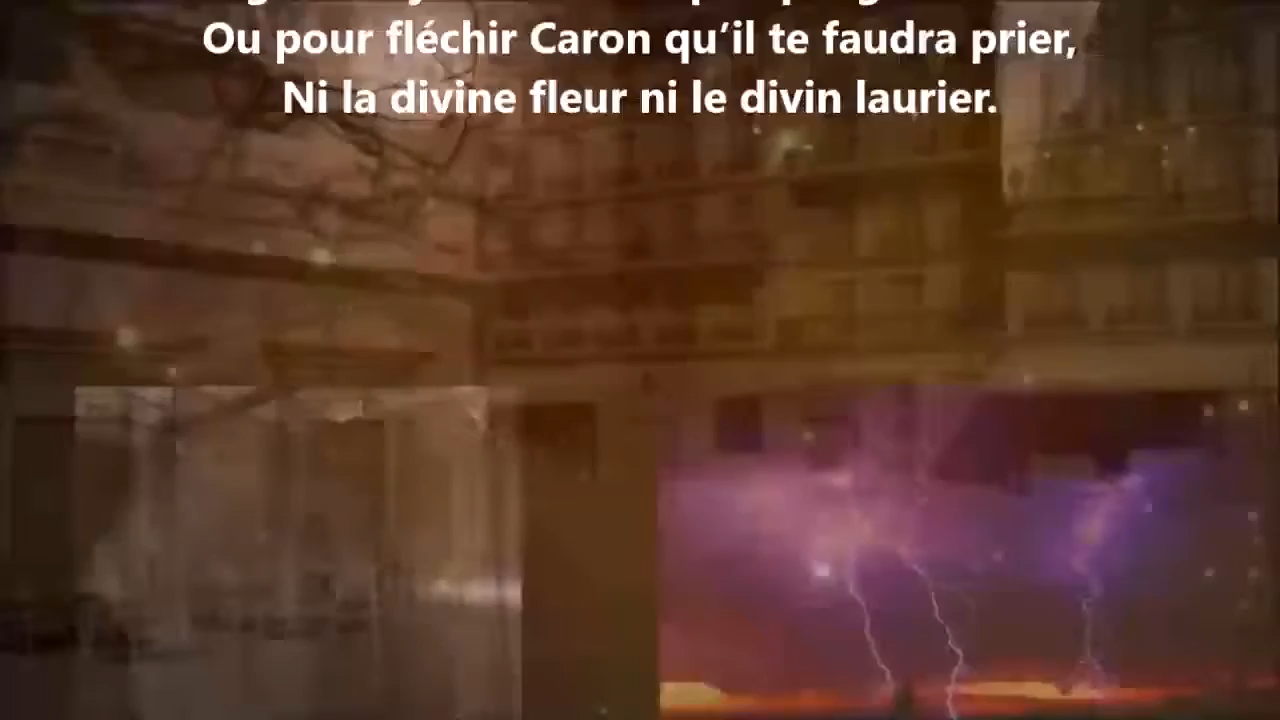 Ou pour fléchir Caron qu’il te faudra prier,
Ni la divine fleur ni le divin laurier.